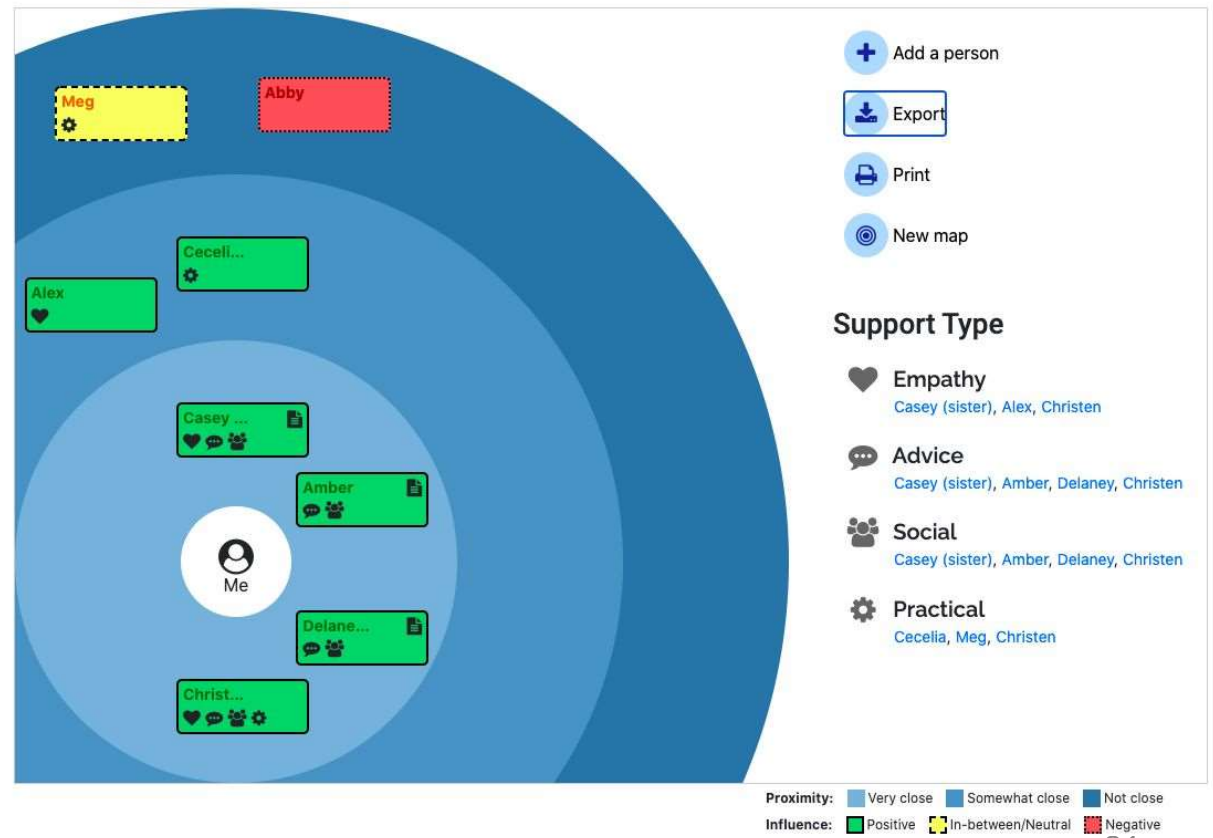 Meg
Abby
Ceceli...
Alex
Casey ...
Amber
Me
Delane...
Christ...
Add a person
Export
Print
New map
Support Type
Empathy
Casey (sister), Alex, Christen
Advice
Casey (sister), Amber, Delaney, Christen
Social
Casey (sister), Amber, Delaney, Christen
Practical
Cecelia, Meg, Christen
Proximity: Very close Somewhat close Not close
Influence: Positive In-between/Neutral Negative